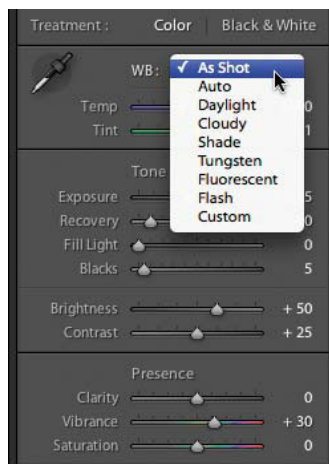 Treatment : Color Black & White
WB: ✓ As Shot
Auto
Temp Daylight 0
Cloudy
Tint 1
Shade
Tungsten
Tone Fluorescent
Exposure Flash 5
Recovery Custom 0
Fill Light 0
Blacks 5
Brightness + 50
Contrast + 25
Presence
Clarity 0
Vibrance + 30
Saturation 0